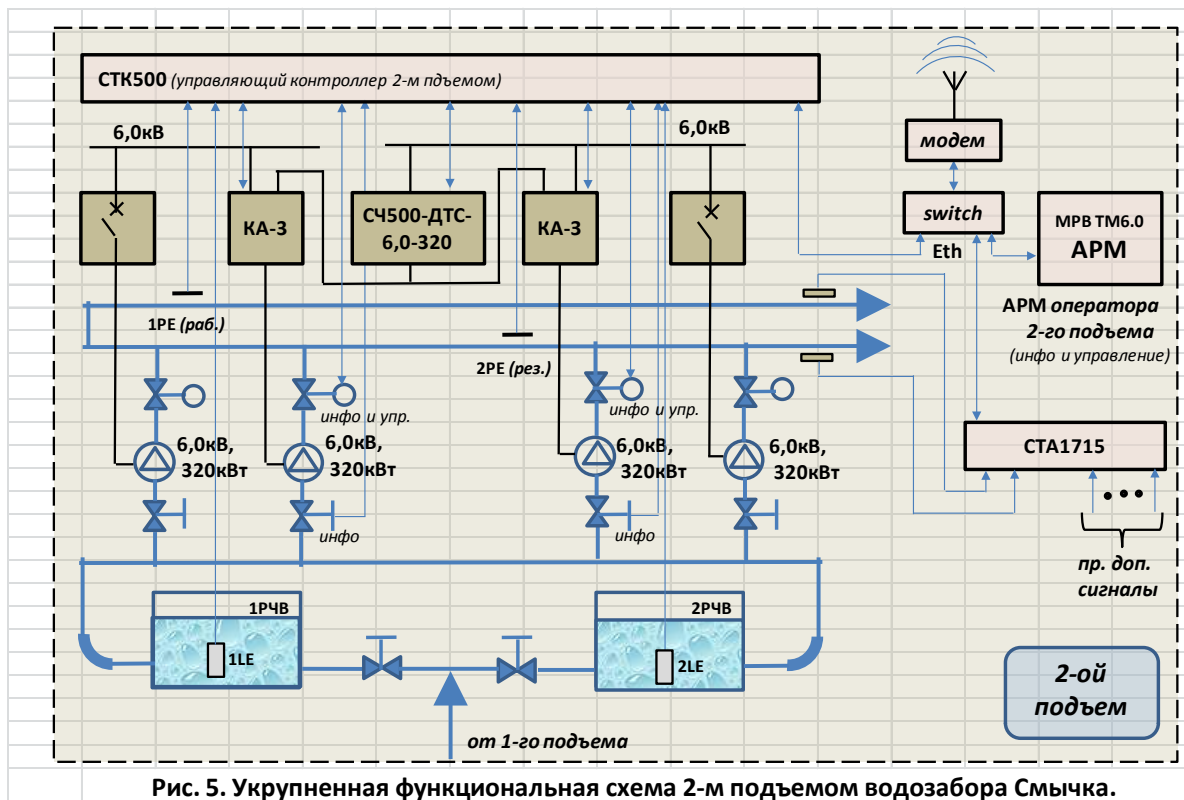 СТК500 (управляющий контроллер 2-м пдъемом)
6,0кВ
6,0кВ
модем
switch
Eth
МРВ ТМ6.0
АРМ
КА-3
СЧ500-ДТС-
6,0-320
КА-3
1РЕ (раб.)
2РЕ (рез.)
АРМ оператора
2-го подъема
(инфо и управление)
инфо и упр.
инфо и упр.
6,0кВ,
320кВт
6,0кВ,
320кВт
6,0кВ,
320кВт
6,0кВ,
320кВт
СТА1715
инфо
инфо
пр. доп.
сигналы
1РЧВ
2РЧВ
1LE
2LE
2-ой
подъем
от 1-го подъема
Рис. 5. Укрупненная функциональная схема 2-м подъемом водозабора Смычка.